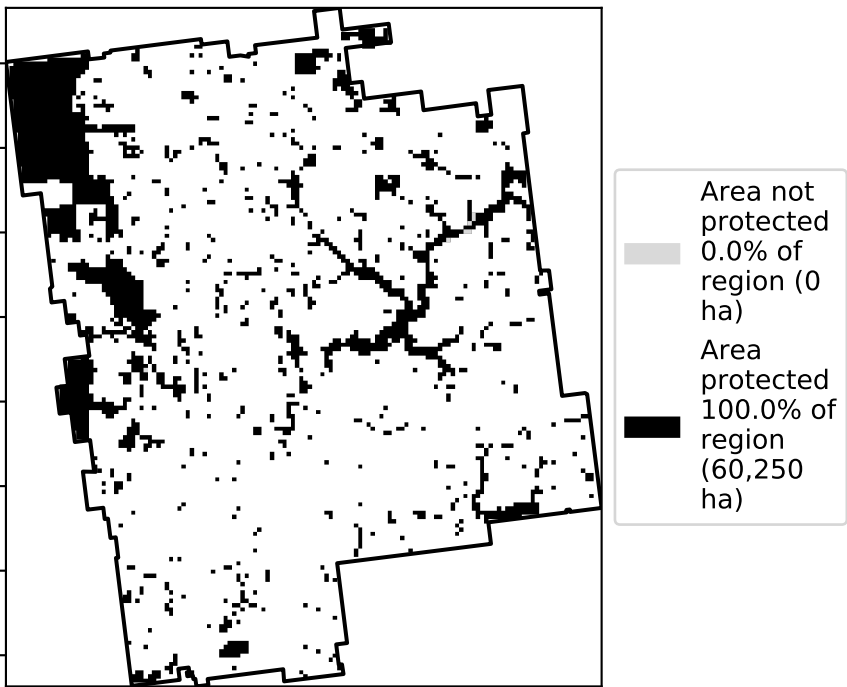 Area not
protected
0.0% of
region (0
ha)
Area
protected
100.0% of
region
(60,250
ha)